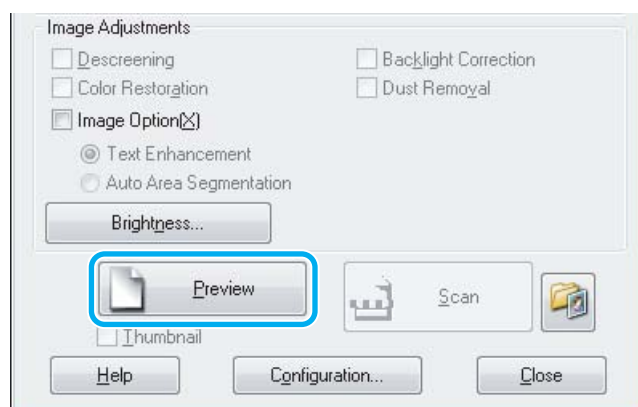 Image Adjustments
Descreening Backlight Correction
Color Restoration Dust Removal
Image Option(X)
Text Enhancement
Auto Area Segmentation
Brightness...
Preview Scan
Thumbnail
Help Configuration... Close